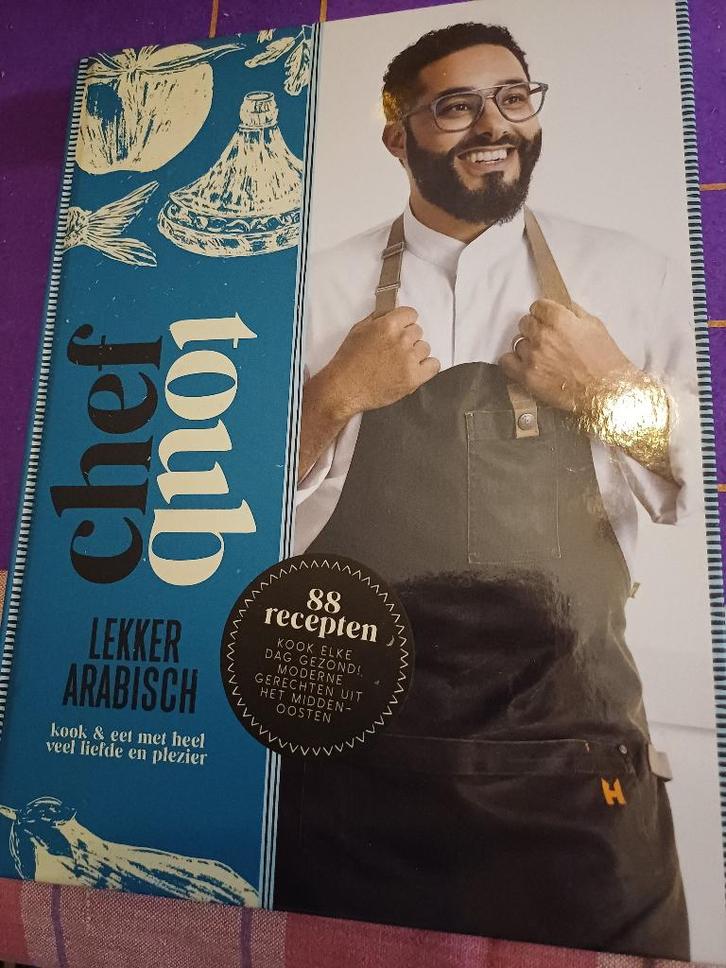 chef
toub
LEKKER
ARABISCH
kook & eet met heel
veel liefde en plezier
88
recepten
KOOK ELKE
DAG GEZOND!
MODERNE
GERECHTEN UIT
HET MIDDEN-
OOSTEN
H